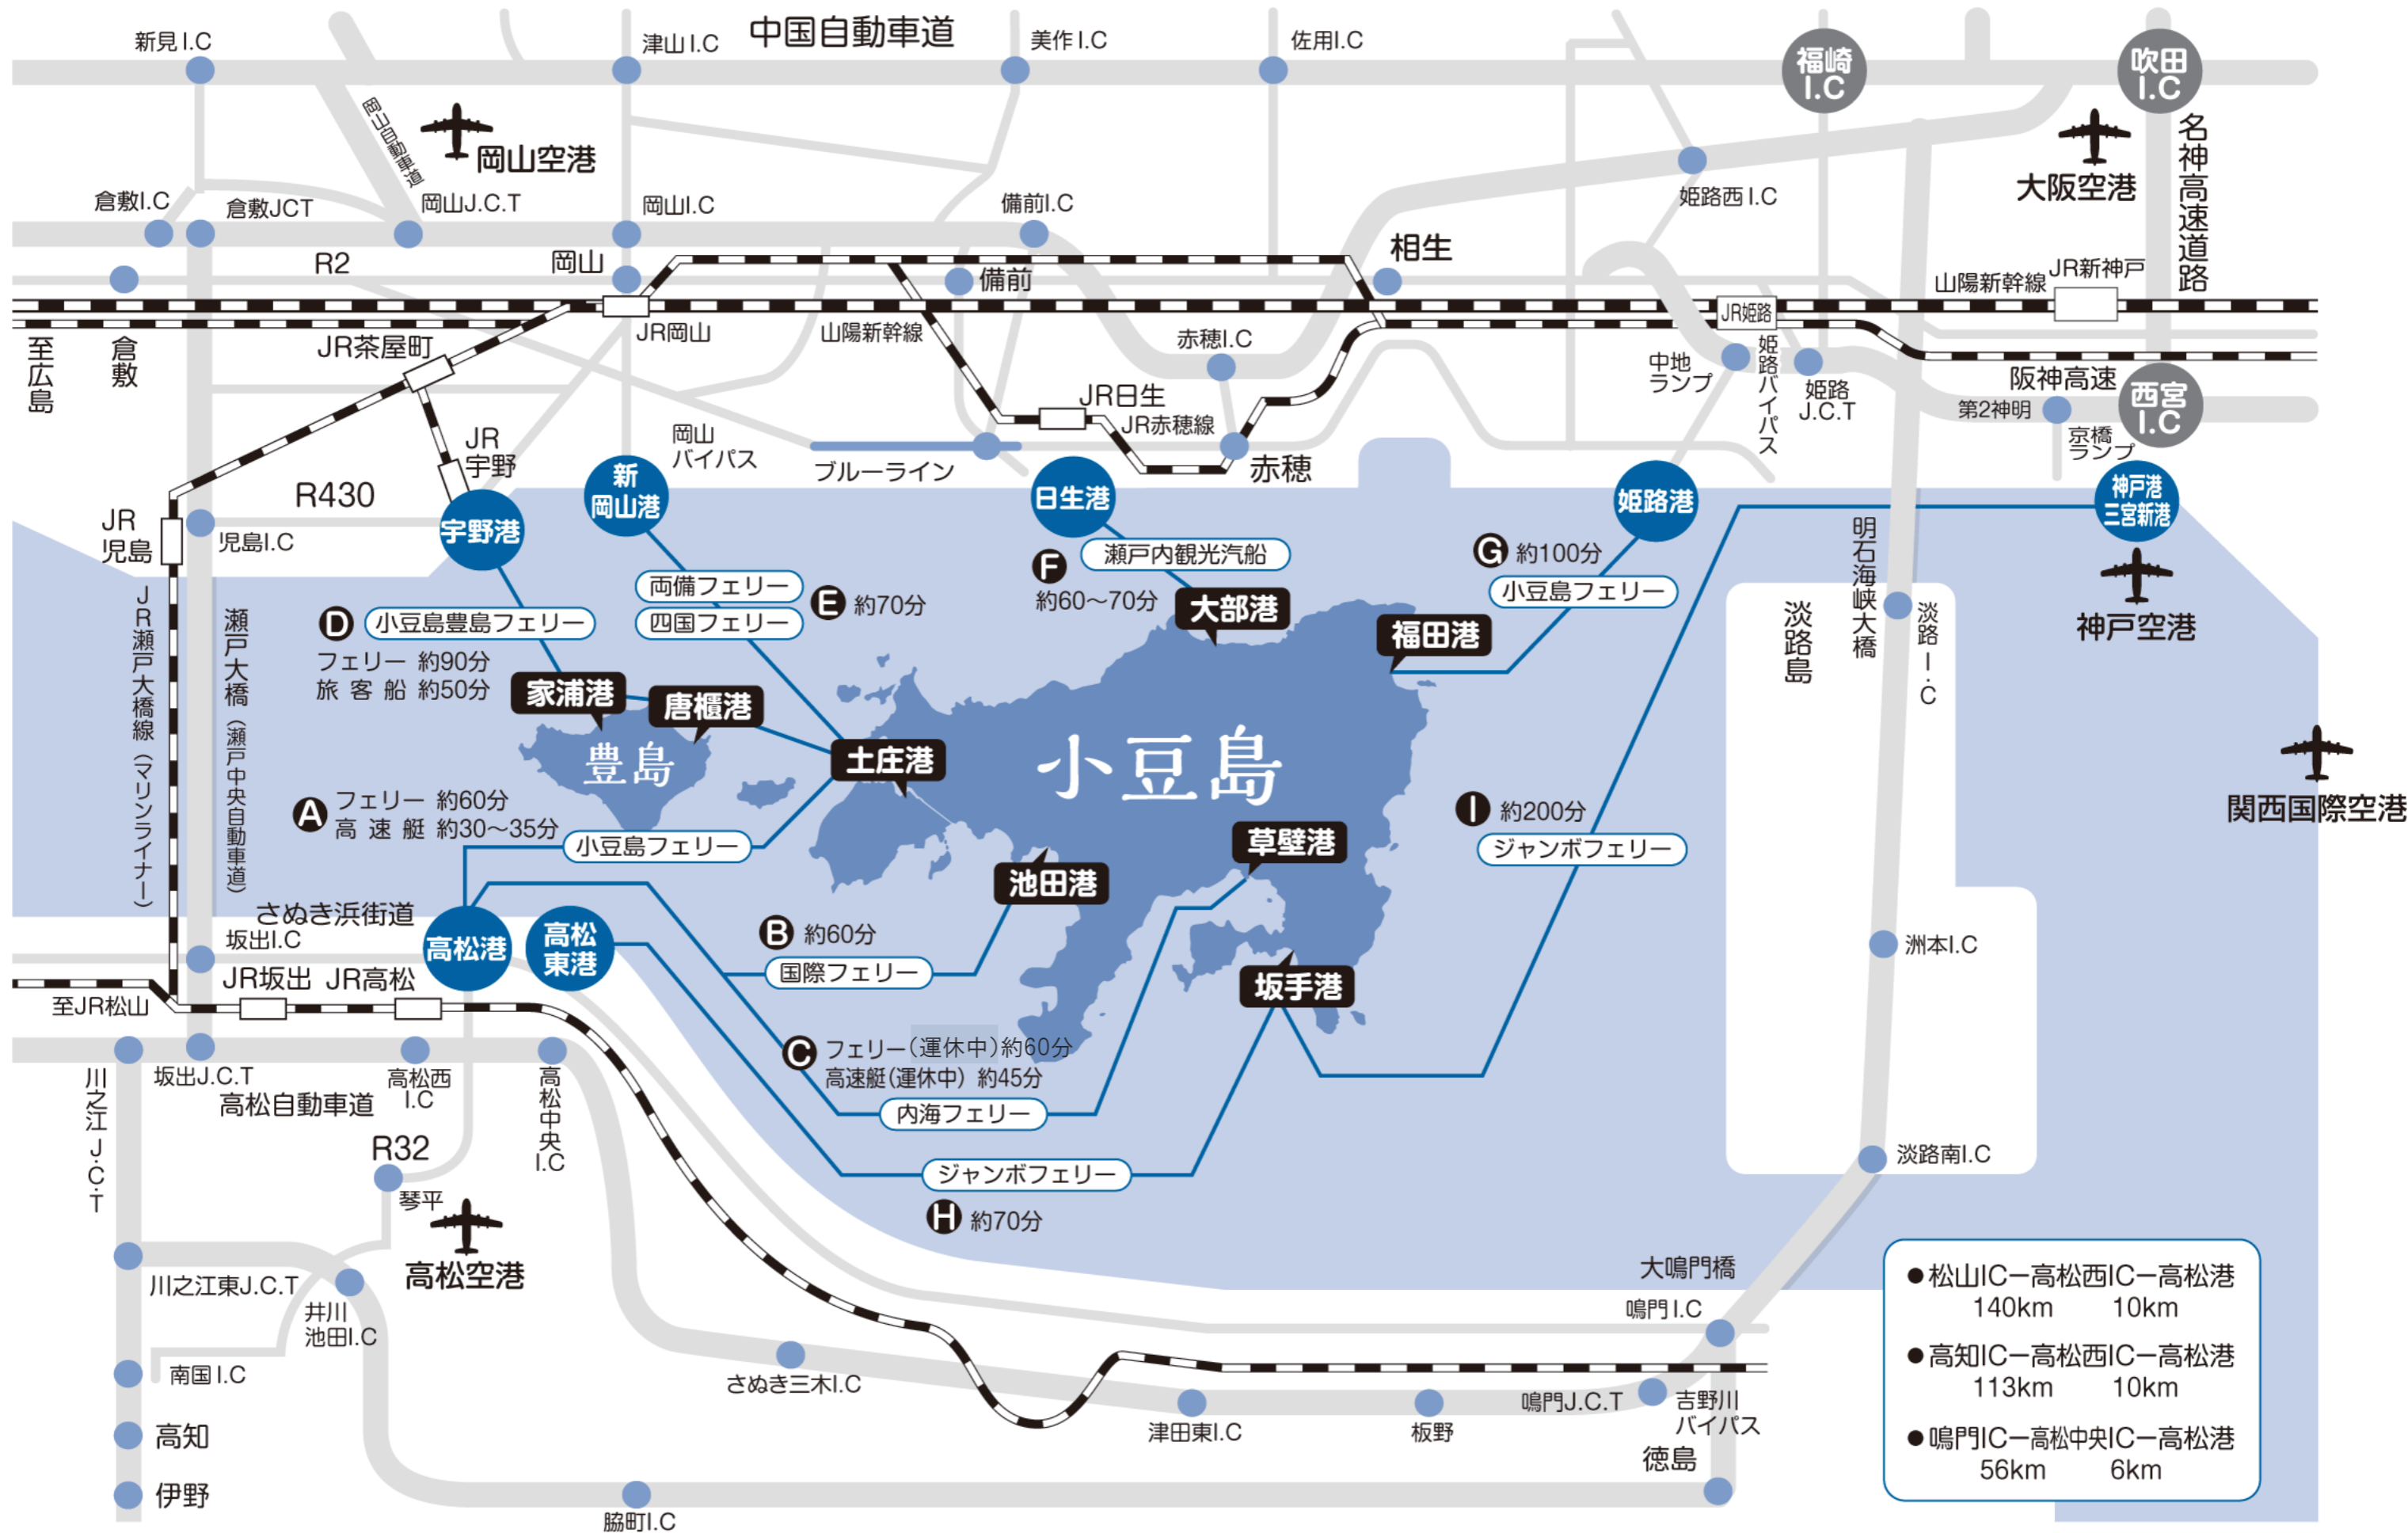 中国自動車道
新見 I.C
津山 I.C
美作 I.C
佐用I.C
福崎
I.C
吹田
I.C
岡山自動車道
岡山空港
大阪空港
名神高速道路
姫路西 I.C
倉敷I.C
倉敷JCT
岡山J.C.T
岡山I.C
備前I.C
R2
岡山
備前
相生
山陽新幹線
JR新神戸
至広島
倉敷
JR茶屋町
JR岡山
山陽新幹線
赤穂I.C
JR姫路
中地
ランプ
姫路バイパス
姫路
J.C.T
阪神高速
第2神明
西宮
I.C
京橋
ランプ
JR日生
JR赤穂線
JR
宇野
岡山
バイパス
ブルーライン
赤穂
R430
JR
児島
児島I.C
宇野港
新
岡山港
日生港
姫路港
神戸港
三宮新港
神戸空港
関西国際空港
明石海峡大橋
淡路島
淡路I.C
JR瀬戸大橋線(マリンライナー)
瀬戸大橋(瀬戸中央自動車道)
D 小豆島豊島フェリー
フェリー 約90分
旅客船 約50分
両備フェリー
四国フェリー
E 約70分
F 瀬戸内観光汽船
約60〜70分
G 約100分
小豆島フェリー
大部港
福田港
家浦港
唐櫃港
豊島
土庄港
小豆島
A フェリー 約60分
高速艇 約30〜35分
小豆島フェリー
I 約200分
ジャンボフェリー
草壁港
池田港
坂手港
さぬき浜街道
坂出I.C
高松港
高松
東港
B 約60分
国際フェリー
洲本I.C
JR坂出
JR高松
至JR松山
C フェリー(運休中)約60分
高速艇(運休中) 約45分
内海フェリー
ジャンボフェリー
H 約70分
川之江J.C.T
坂出J.C.T
高松自動車道
高松西
I.C
高松中央I.C
R32
琴平
高松空港
淡路南I.C
川之江東J.C.T
井川
池田I.C
南国 I.C
高知
伊野
脇町I.C
さぬき三木I.C
津田東I.C
板野
鳴門J.C.T
吉野川
バイパス
徳島
大鳴門橋
鳴門 I.C
●松山IC−高松西IC−高松港
140km 10km
●高知IC−高松西IC−高松港
113km 10km
●鳴門IC−高松中央IC−高松港
56km 6km